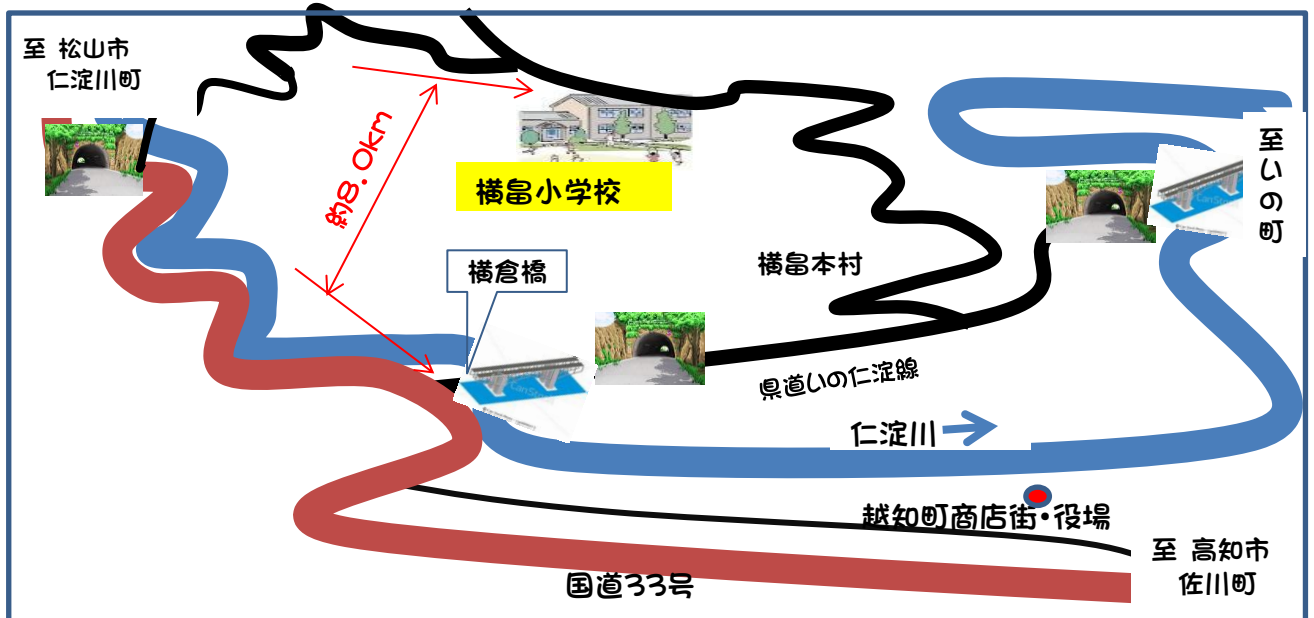 至 松山市
仁淀川町
約8.0km
横畠小学校
至いの町
横畠本村
横倉橋
県道いの仁淀線
仁淀川
越知町商店街・役場
至 高知市
佐川町
国道33号